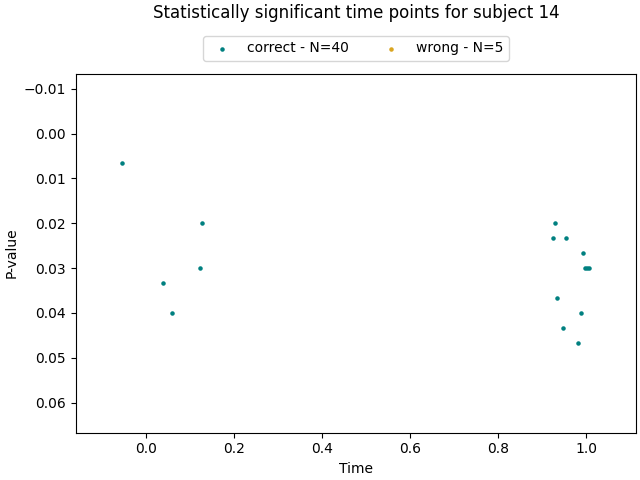 Statistically significant time points for subject 14
correct - N=40
wrong - N=5
−0.01
0.00
0.01
0.02
0.03
0.04
0.05
0.06
P-value
0.0
0.2
0.4
0.6
0.8
1.0
Time